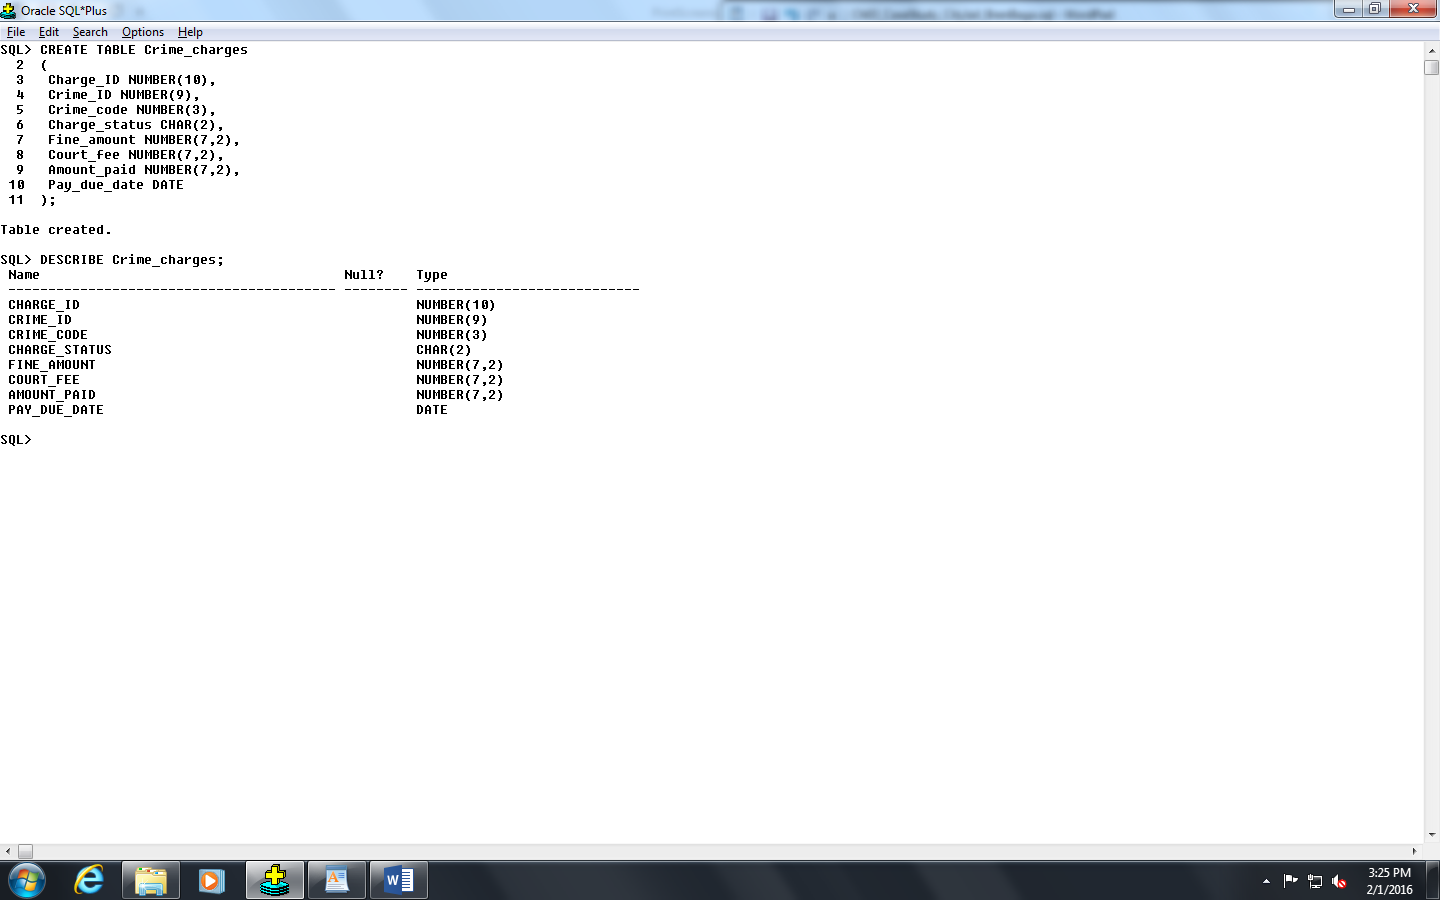 Oracle SQL*Plus
File Edit Search Options Help
SQL> CREATE TABLE Crime_charges
2 (
3 Charge_ID NUMBER(10),
4 Crime_ID NUMBER(9),
5 Crime_code NUMBER(3),
6 Charge_status CHAR(2),
7 Fine_amount NUMBER(7,2),
8 Court_fee NUMBER(7,2),
9 Amount_paid NUMBER(7,2),
10 Pay_due_date DATE
11 );
Table created.
SQL> DESCRIBE Crime_charges;
Name Null? Type
----------------------------------------- -------- ----------------------------
CHARGE_ID NUMBER(10)
CRIME_ID NUMBER(9)
CRIME_CODE NUMBER(3)
CHARGE_STATUS CHAR(2)
FINE_AMOUNT NUMBER(7,2)
COURT_FEE NUMBER(7,2)
AMOUNT_PAID NUMBER(7,2)
PAY_DUE_DATE DATE
SQL>
3:25 PM
2/1/2016